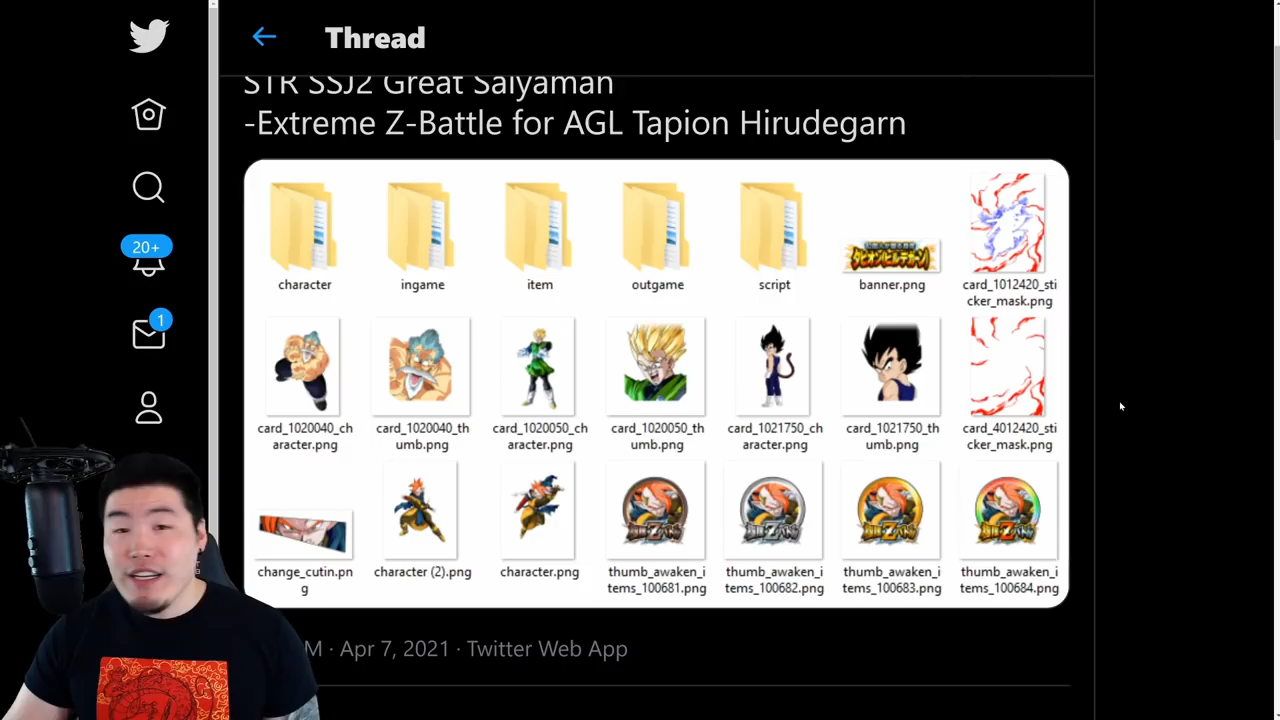 Thread
STR SSJ2 Great Saiyaman
-Extreme Z-Battle for AGL Tapion Hirudegarn
20+
1
character
ingame
item
outgame
script
banner.png
card_1012420_sti
cker_mask.png
card_1020040_ch
aracter.png
card_1020040_th
umb.png
card_1020050_ch
aracter.png
card_1020050_th
umb.png
card_1021750_ch
aracter.png
card_1021750_th
umb.png
card_4012420_sti
cker_mask.png
change_cutin.pn
g
character (2).png
character.png
thumb_awaken_i
tems_100681.png
thumb_awaken_i
tems_100682.png
thumb_awaken_i
tems_100683.png
thumb_awaken_i
tems_100684.png
M · Apr 7, 2021 · Twitter Web App